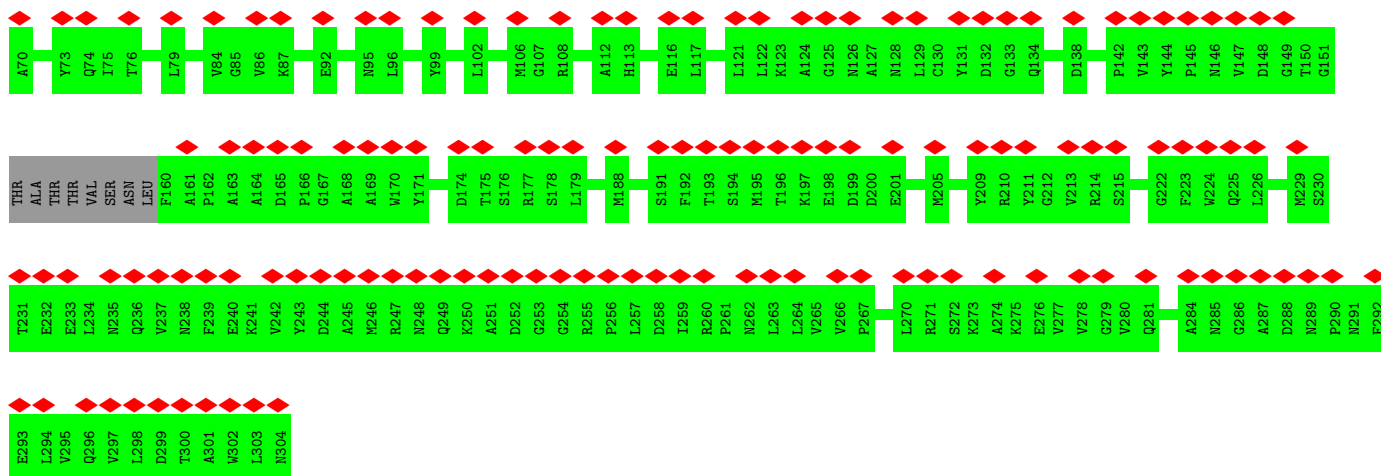 A70 Y73 Q74 I75 T76 L79 V84 G85 V86 K87 E92 N95 L96 Y99 L102 M106 G107 R108 A112 H113 E116 L117 L121 L122 K123 A124 G125 N126 A127 N128 L129 C130 Y131 D132 G133 Q134 D138 P142 V143 Y144 P145 N146 V147 D148 G149 T150 G151
THR ALA THR THR VAL SER ASN LEU F160 A161 P162 A163 A164 D165 P166 G167 A168 A169 W170 Y171 D174 T175 S176 R177 S178 L179 M188 S191 F192 T193 S194 M195 T196 K197 E198 D199 D200 E201 M205 Y209 R210 Y211 G212 V213 R214 S215 G222 F223 W224 Q225 L226 M229 S230
T231 E232 E233 L234 N235 Q236 V237 N238 F239 E240 K241 V242 Y243 D244 A245 M246 R247 N248 Q249 K250 A251 D252 G253 G254 R255 P256 L257 D258 I259 R260 P261 N262 L263 L264 V265 V266 P267 L270 R271 S272 K273 A274 K275 E276 V277 V278 G279 V280 Q281 A284 N285 G286 A287 D288 N289 P290 N291 F292
E293 L294 V295 Q296 V297 L298 D299 T300 A301 W302 L303 N304